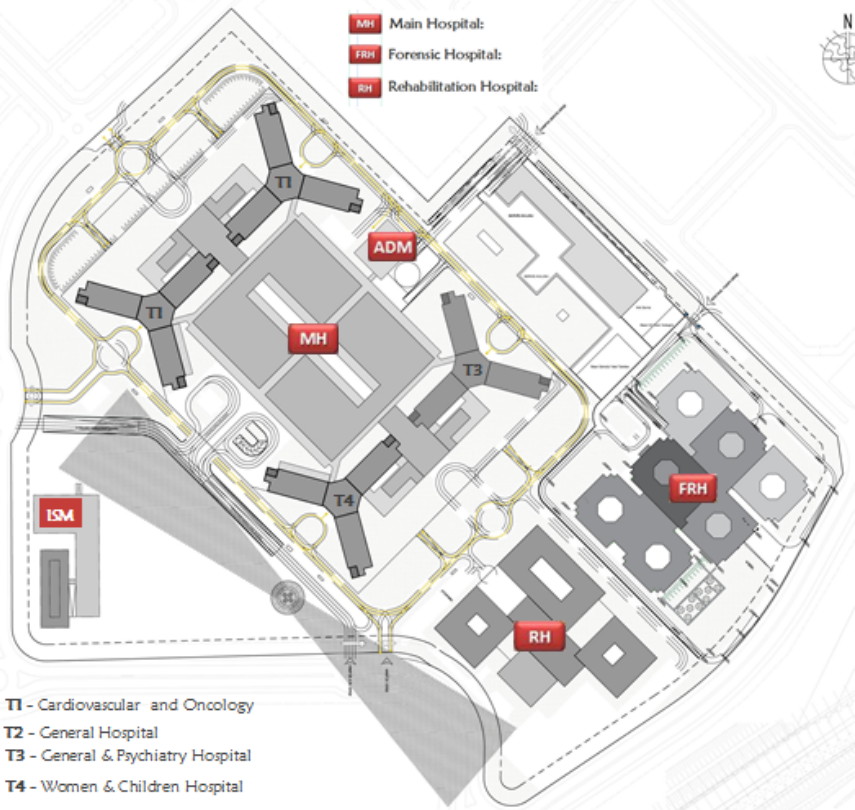 MH Main Hospital:
N
FRH Forensic Hospital:
RH Rehabilitation Hospital:
T1
ADM
T1
MH
T3
FRH
T4
ISM
RH
T1 - Cardiovascular and Oncology
T2 - General Hospital
T3 - General & Psychiatry Hospital
T4 - Women & Children Hospital